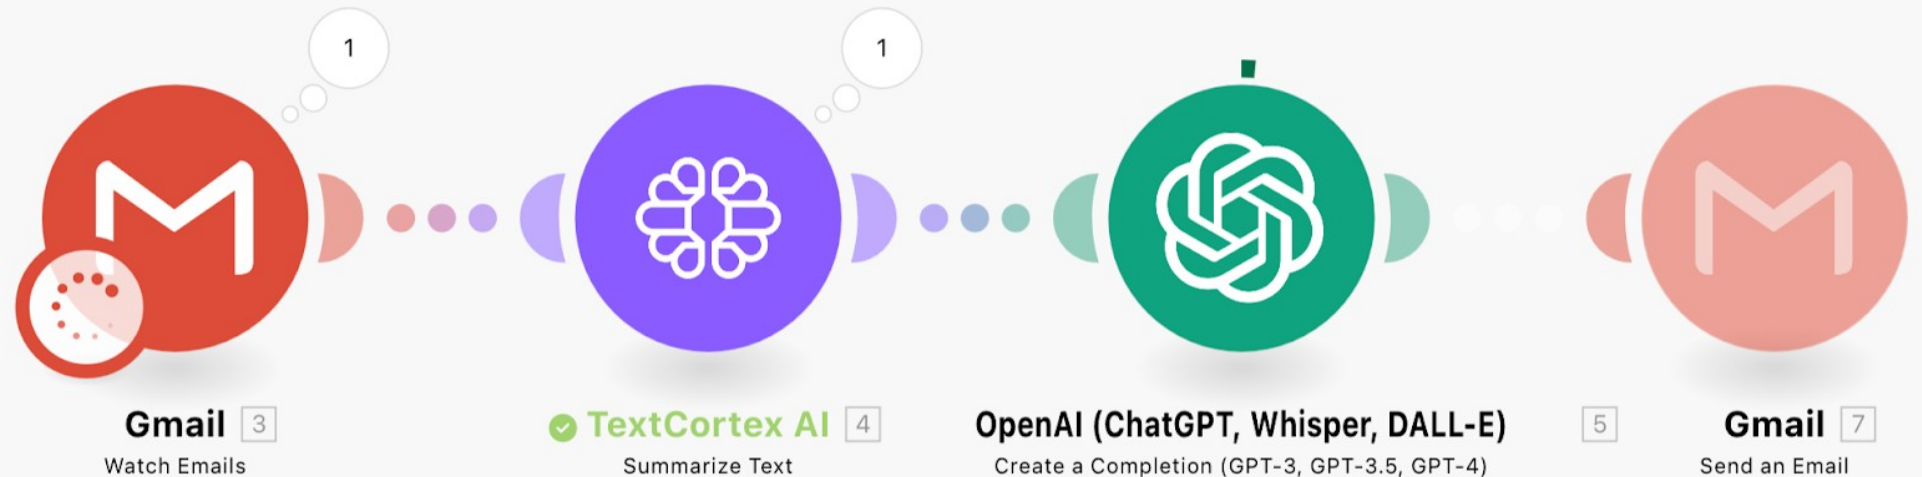 1
1
Gmail 3
Watch Emails
TextCortex AI 4
Summarize Text
OpenAI (ChatGPT, Whisper, DALL-E) 5
Create a Completion (GPT-3, GPT-3.5, GPT-4)
Gmail 7
Send an Email